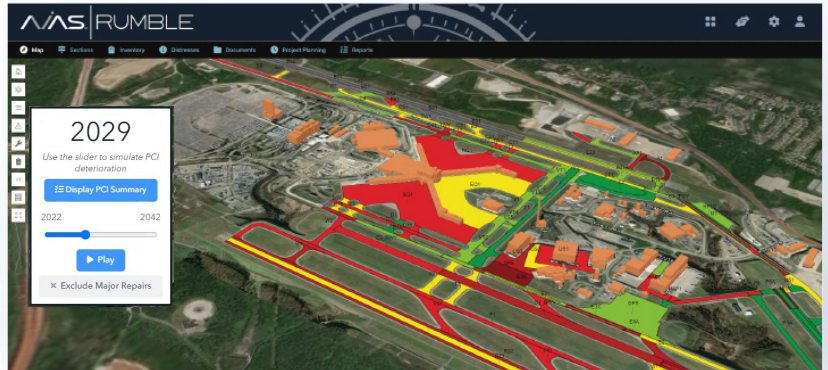 AIAS. RUMBLE
Map Sections Inventory Distresses Documents Project Planning Reports
2029
Use the slider to simulate PCI
deterioration
Display PCI Summary
2022 2042
Play
× Exclude Major Repairs